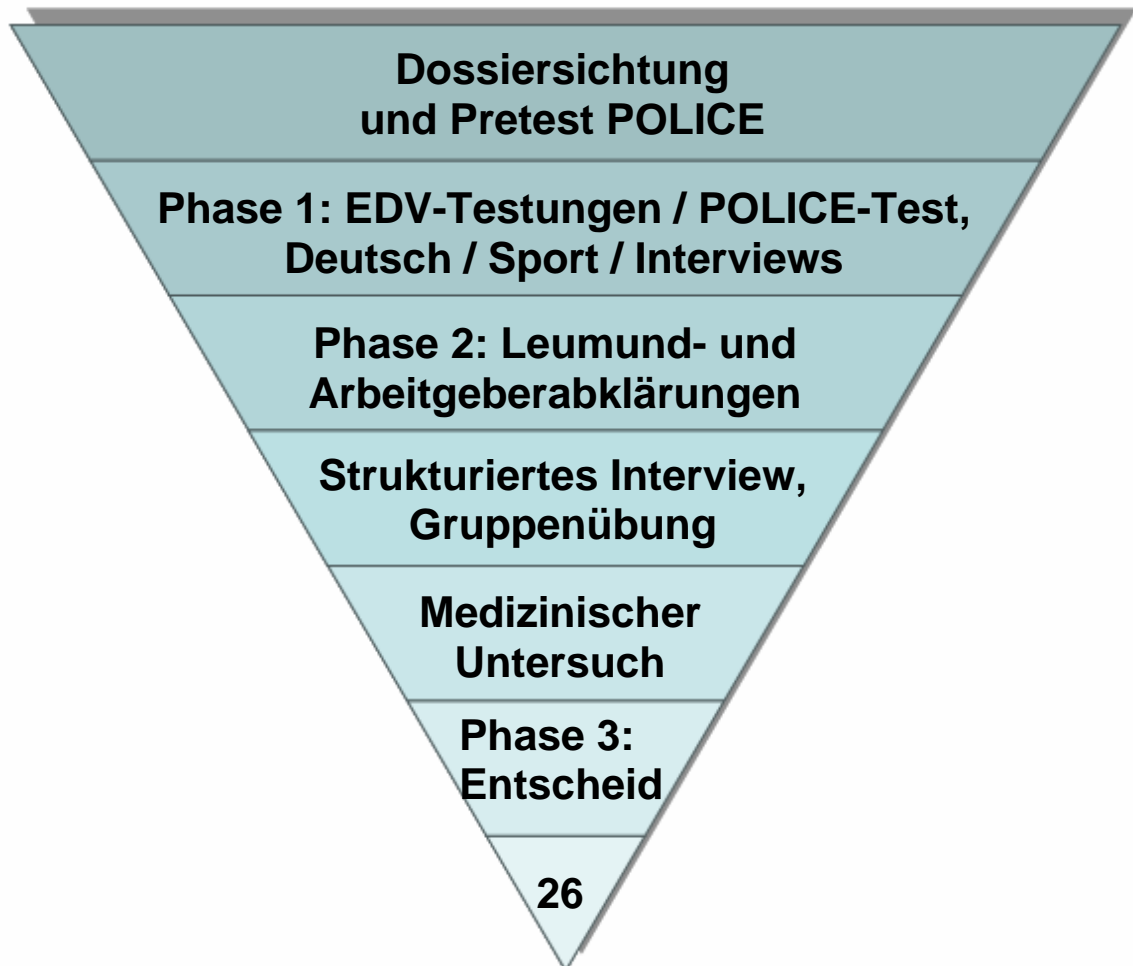 Dossiersichtung
und Pretest POLICE
Phase 1: EDV-Testungen / POLICE-Test,
Deutsch / Sport / Interviews
Phase 2: Leumund- und
Arbeitgeberabklärungen
Strukturiertes Interview,
Gruppenübung
Medizinischer
Untersuch
Phase 3:
Entscheid
26